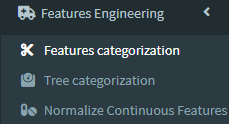 Features Engineering
Features categorization
Tree categorization
Normalize Continuous Features